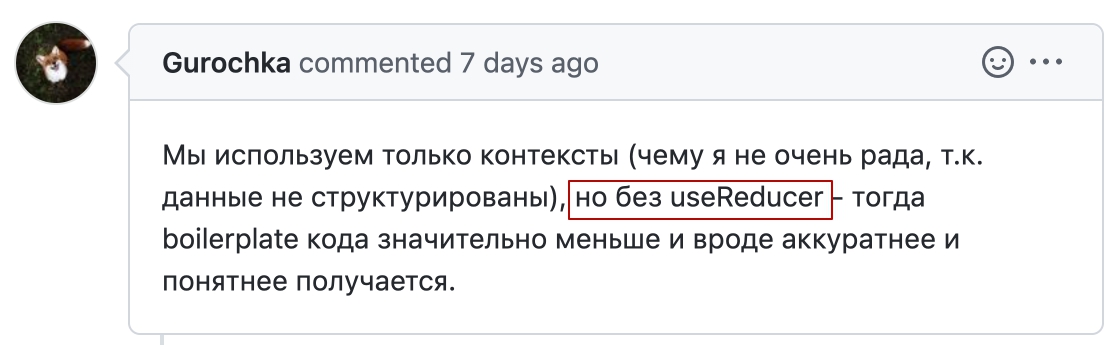 Gurochka commented 7 days ago
Мы используем только контексты (чему я не очень рада, т.к.
данные не структурированы), но без useReducer - тогда
boilerplate кода значительно меньше и вроде аккуратнее и
понятнее получается.